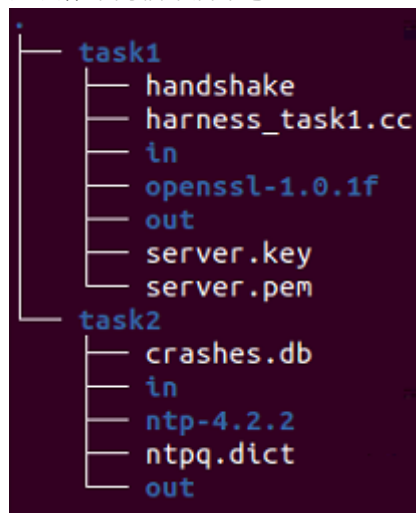 .
├── task1
│   ├── handshake
│   ├── harness_task1.cc
│   ├── in
│   ├── openssl-1.0.1f
│   ├── out
│   ├── server.key
│   └── server.pem
└── task2
    ├── crashes.db
    ├── in
    ├── ntp-4.2.2
    ├── ntpq.dict
    └── out